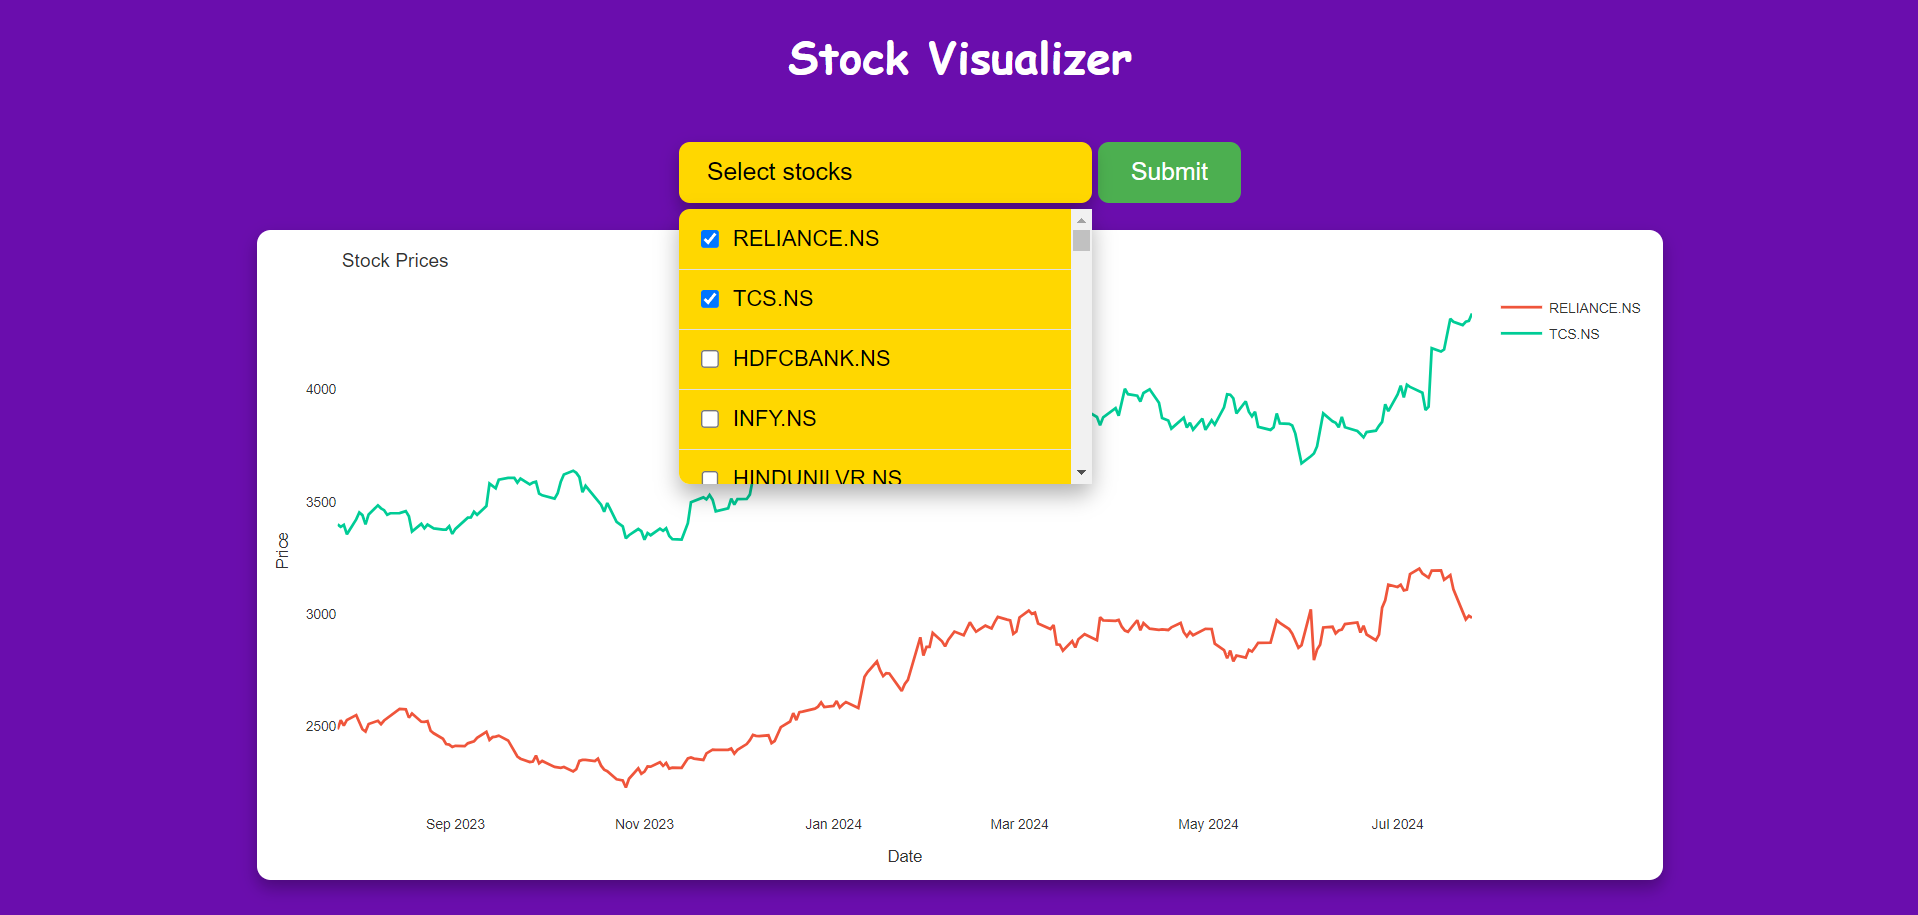 Stock Visualizer
Select stocks
Submit
RELIANCE.NS
TCS.NS
HDFCBANK.NS
INFY.NS
HINDUNILVR.NS
Stock Prices
RELIANCE.NS
TCS.NS
4000
3500
3000
2500
Price
Sep 2023
Nov 2023
Jan 2024
Mar 2024
May 2024
Jul 2024
Date